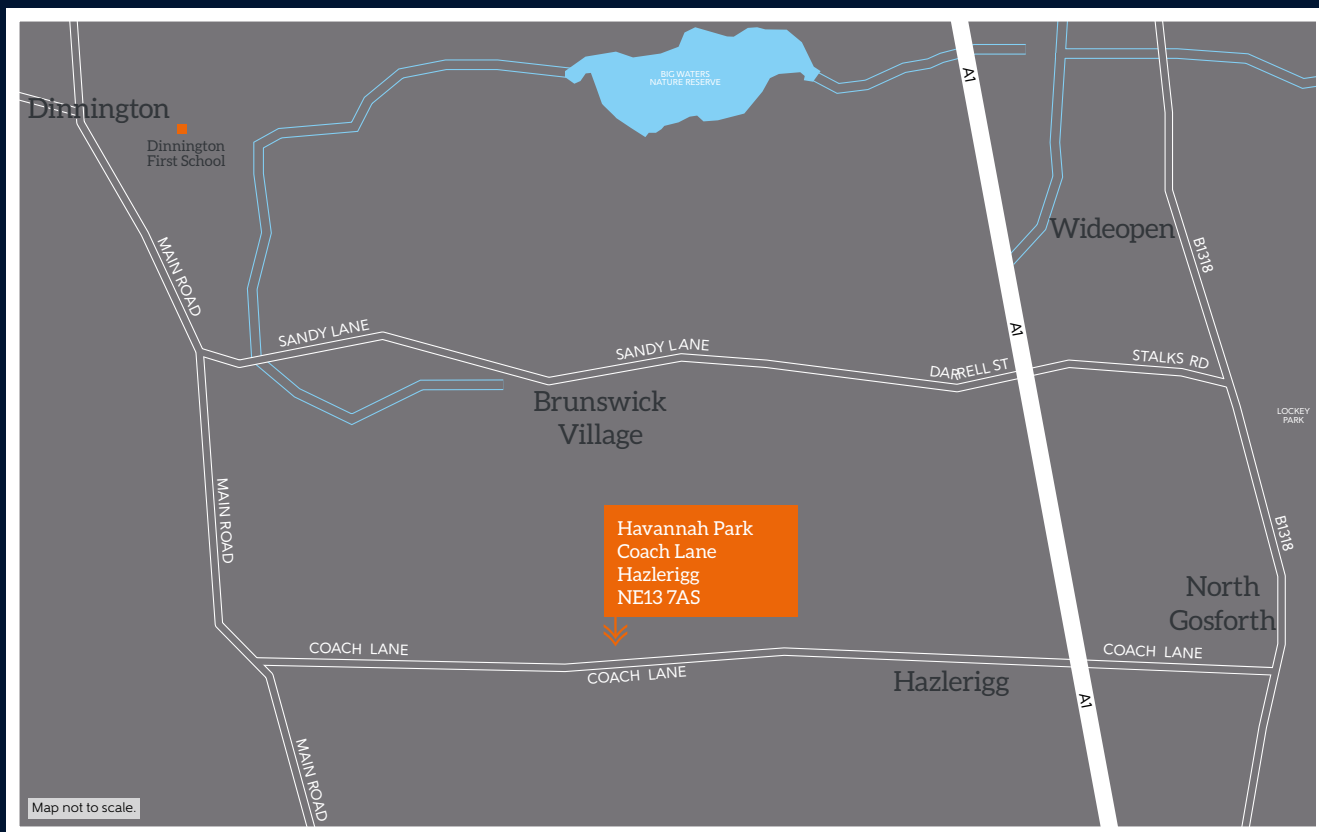 BIG WATERS
NATURE RESERVE
A1
Dinnington
Dinnington
First School
Wideopen
MAIN ROAD
B1318
SANDY LANE
A1
SANDY LANE
DARRELL ST
STALKS RD
Brunswick
Village
LOCKEY
PARK
MAIN ROAD
Havannah Park
Coach Lane
Hazlerigg
NE13 7AS
B1318
North
Gosforth
COACH LANE
COACH LANE
COACH LANE
Hazlerigg
A1
MAIN ROAD
Map not to scale.